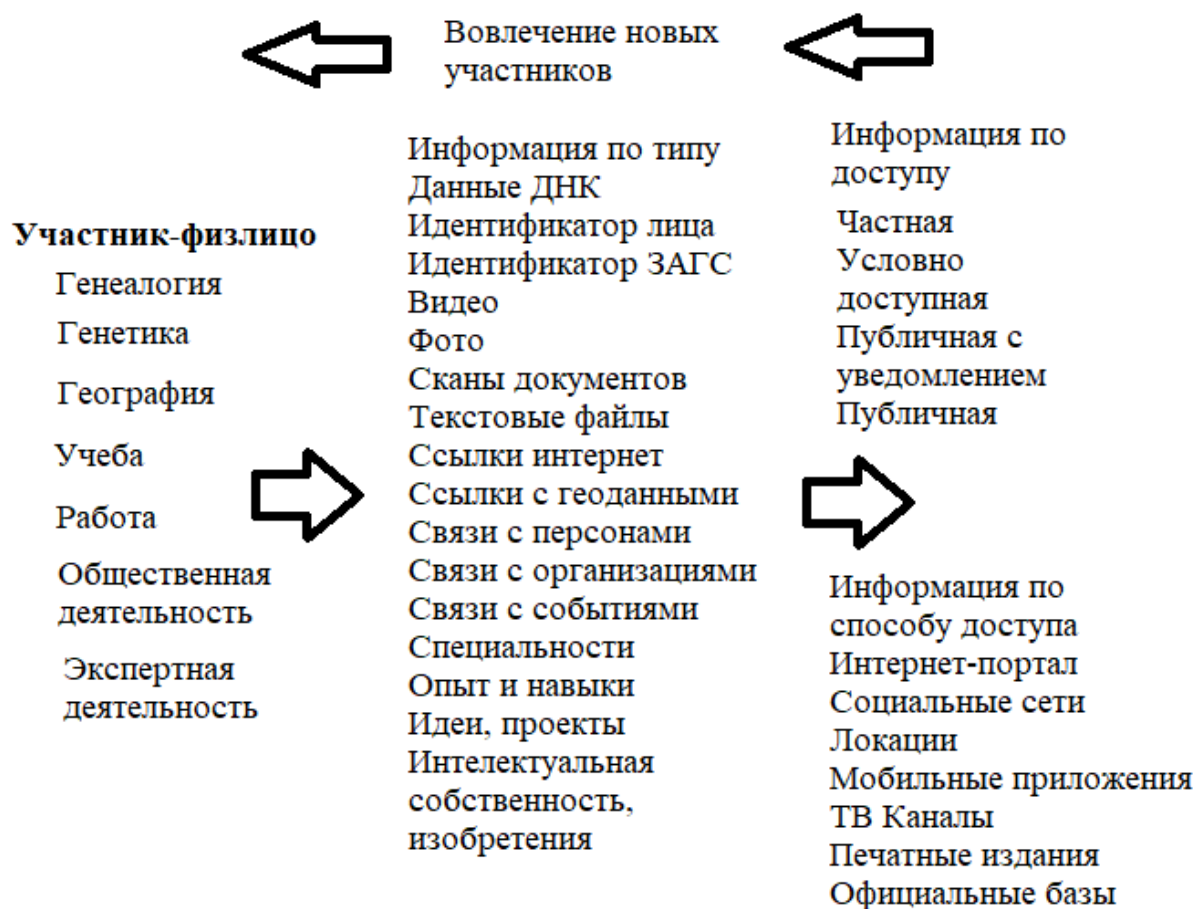 Вовлечение новых
участников
Участник-физлицо
Генеалогия
Генетика
География
Учеба
Работа
Общественная
деятельность
Экспертная
деятельность
Информация по типу
Данные ДНК
Идентификатор лица
Идентификатор ЗАГС
Видео
Фото
Сканы документов
Текстовые файлы
Ссылки интернет
Ссылки с геоданными
Связи с персонами
Связи с организациями
Связи с событиями
Специальности
Опыт и навыки
Идеи, проекты
Интелектуальная
собственность,
изобретения
Информация по
доступу
Частная
Условно
доступная
Публичная с
уведомлением
Публичная
Информация по
способу доступа
Интернет-портал
Социальные сети
Локации
Мобильные приложения
ТВ Каналы
Печатные издания
Официальные базы